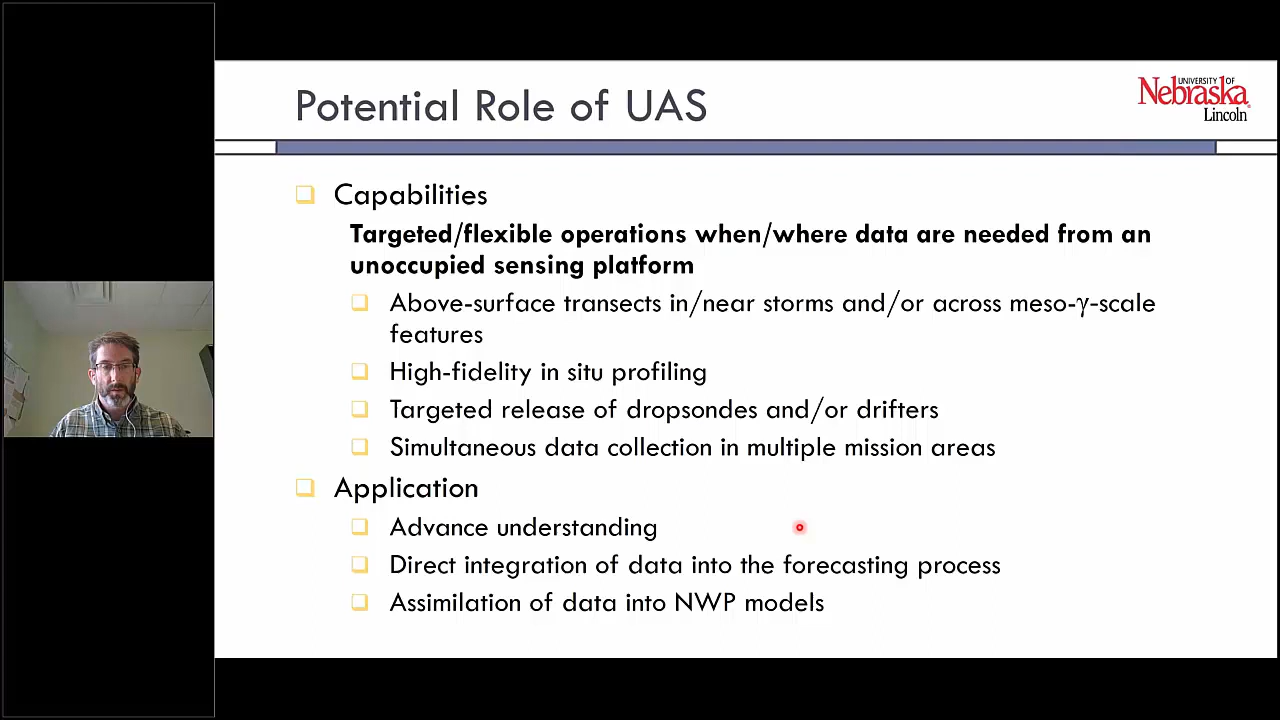 Potential Role of UAS
UNIVERSITY OF
Nebraska
Lincoln
Capabilities
Targeted/flexible operations when/where data are needed from an
unoccupied sensing platform
Above-surface transects in/near storms and/or across meso-γ-scale
features
High-fidelity in situ profiling
Targeted release of dropsondes and/or drifters
Simultaneous data collection in multiple mission areas
Application
Advance understanding
Direct integration of data into the forecasting process
Assimilation of data into NWP models